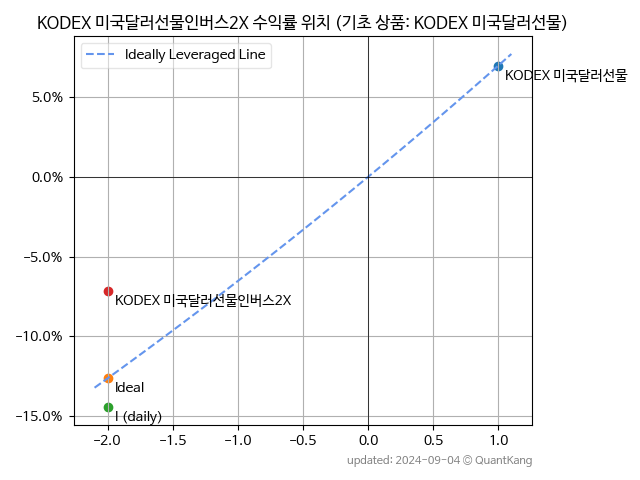 KODEX 미국달러선물인버스2X 수익률 위치 (기초 상품: KODEX 미국달러선물)
Ideally Leveraged Line
KODEX 미국달러선물
5.0%
0.0%
−5.0%
KODEX 미국달러선물인버스2X
−10.0%
Ideal
−15.0%
I (daily)
−2.0 −1.5 −1.0 −0.5 0.0 0.5 1.0
updated: 2024-09-04 © QuantKang